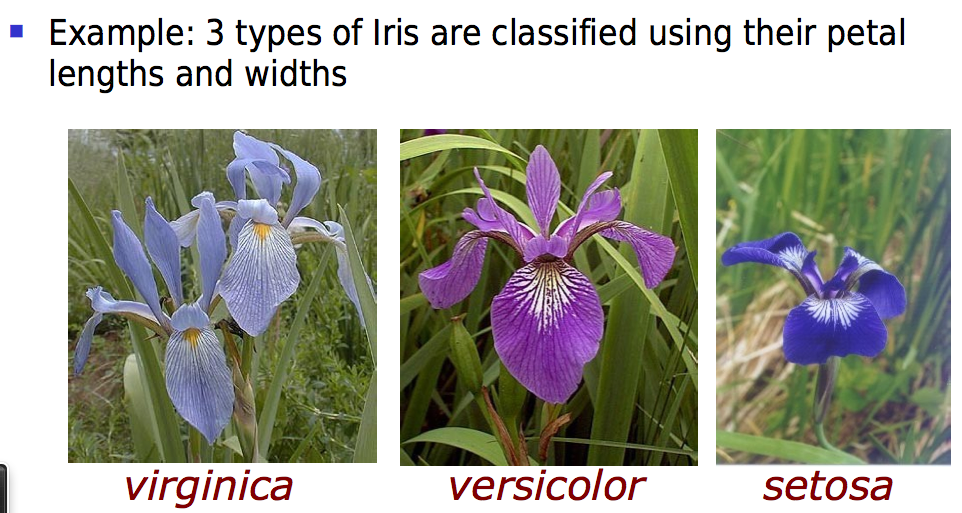 Example: 3 types of Iris are classified using their petal
lengths and widths
virginica
versicolor
setosa